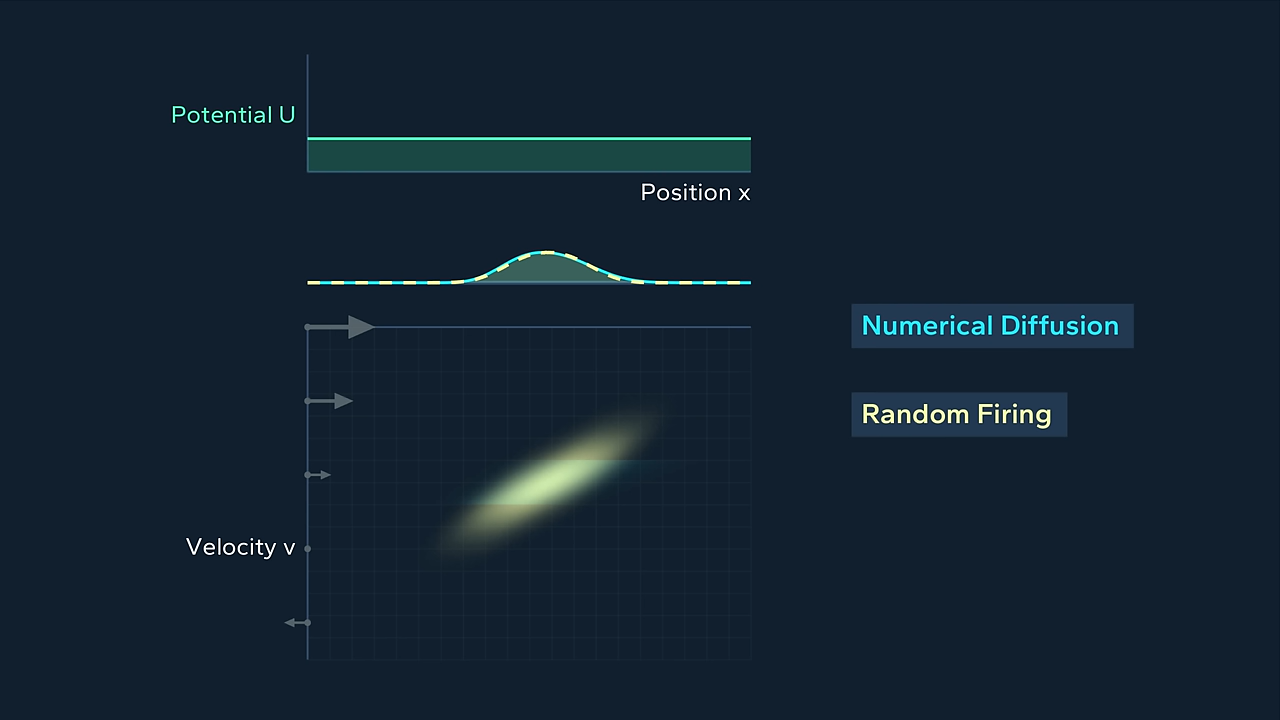 Potential U
Position x
Numerical Diffusion
Random Firing
Velocity v